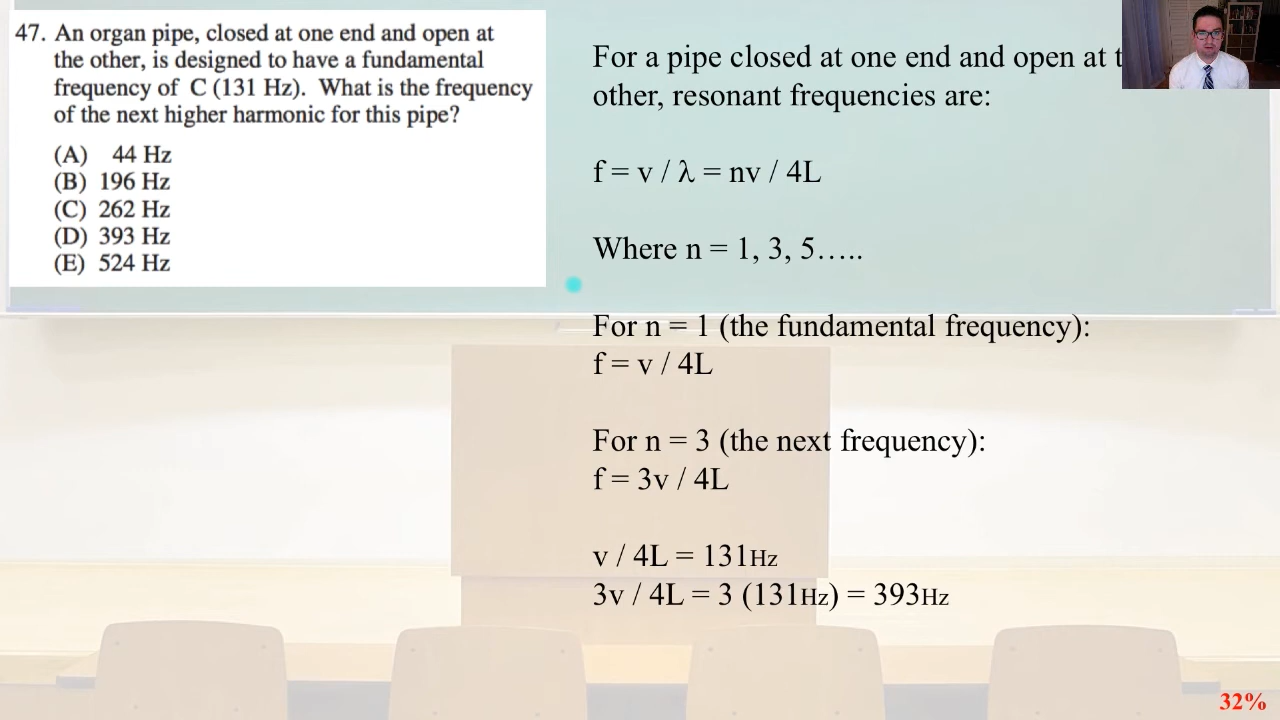 47. An organ pipe, closed at one end and open at
the other, is designed to have a fundamental
frequency of C (131 Hz). What is the frequency
of the next higher harmonic for this pipe?
(A) 44 Hz
(B) 196 Hz
(C) 262 Hz
(D) 393 Hz
(E) 524 Hz
For a pipe closed at one end and open at t
other, resonant frequencies are:
f = v / λ = nv / 4L
Where n = 1, 3, 5…..
For n = 1 (the fundamental frequency):
f = v / 4L
For n = 3 (the next frequency):
f = 3v / 4L
v / 4L = 131Hz
3v / 4L = 3 (131Hz) = 393Hz
32%